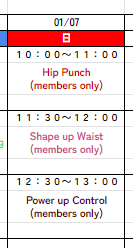 01/07
日
１０：００～１１：００
Hip Punch
(members only)
１１：３０～１２：００
Shape up Waist
(members only)
１２：３０～１３：００
Power up Control
(members only)